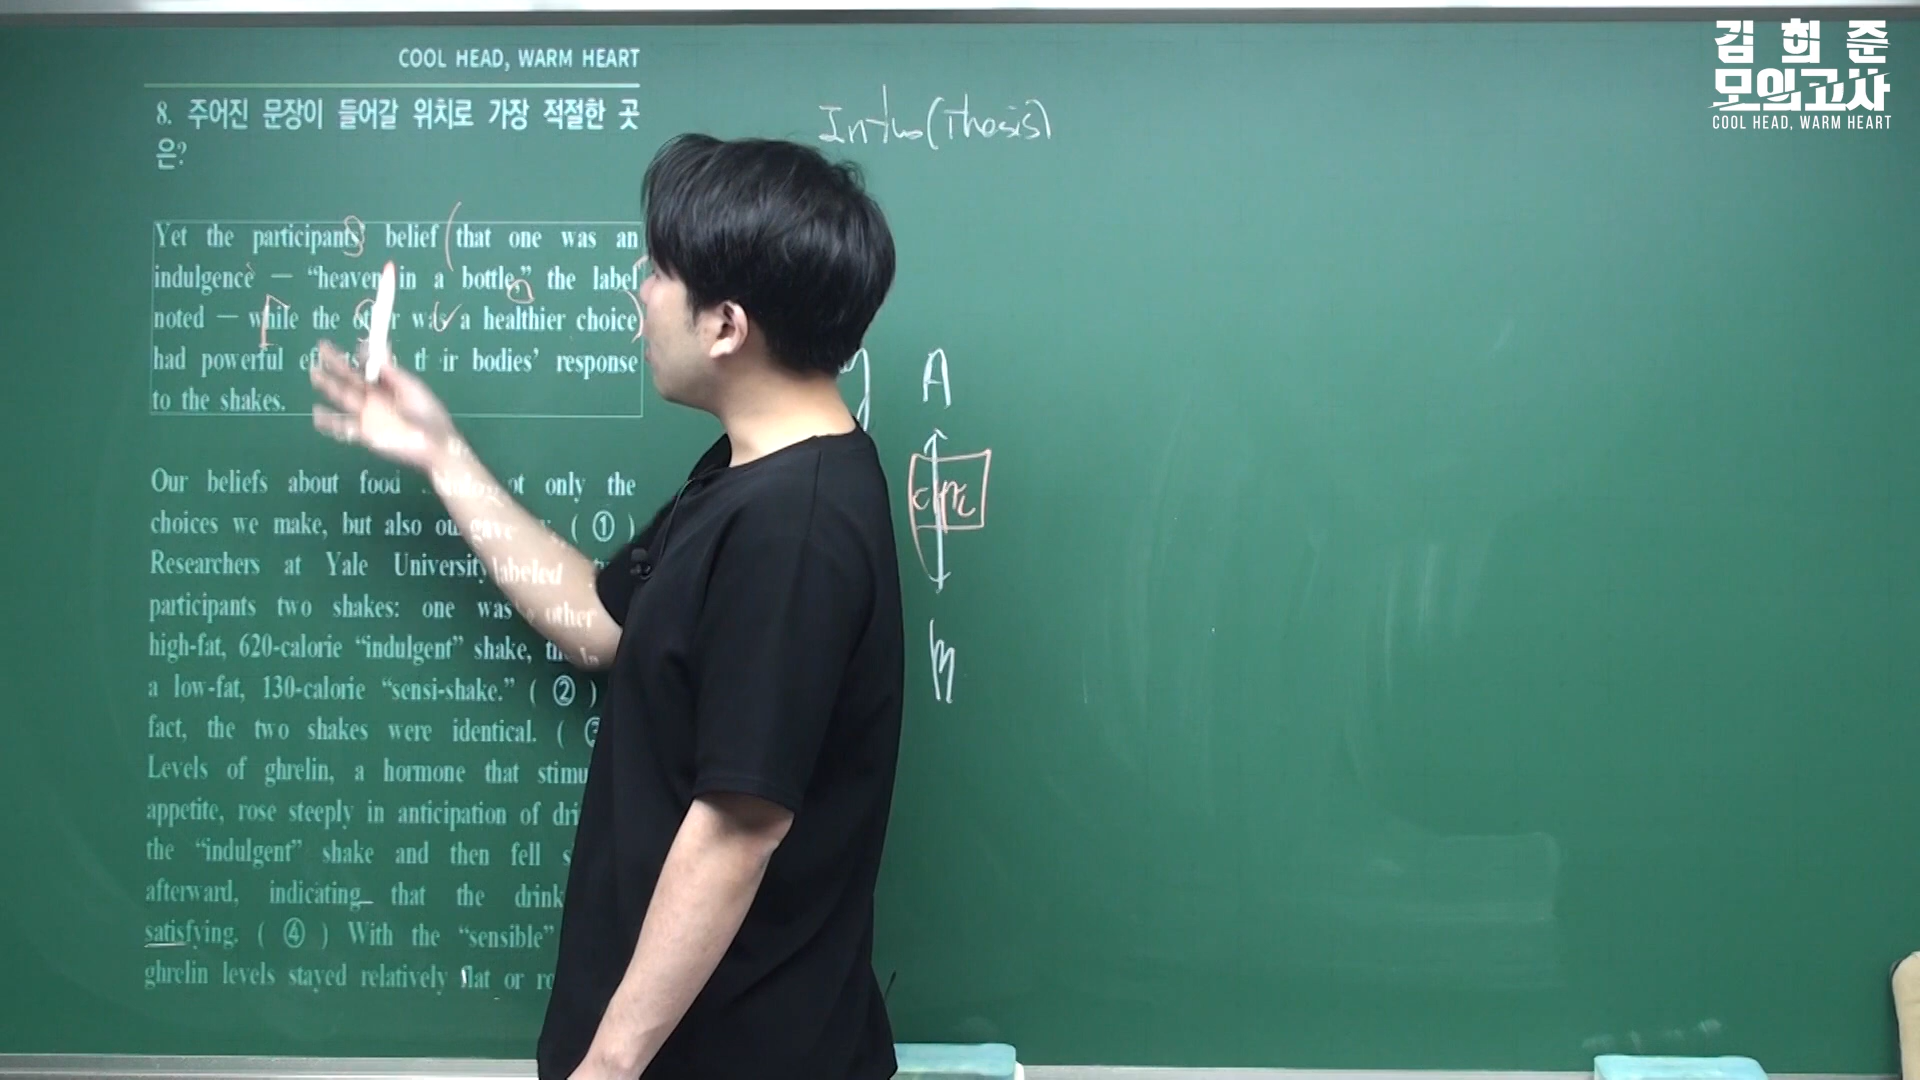 COOL HEAD, WARM HEART
8. 주어진 문장이 들어갈 위치로 가장 적절한 곳
은?
Yet the participants' belief (that one was an
indulgence — “heaven in a bottle,” the label
noted — while the other was a healthier choice)
had powerful their bodies’ response
to the shakes.
Our beliefs about food not only the
choices we make, but also ( ① )
Researchers at Yale University labeled
participants two shakes: one was other
high-fat, 620-calorie “indulgent” shake,
a low-fat, 130-calorie “sensi-shake.” ( ② )
fact, the two shakes were identical. (
Levels of ghrelin, a hormone that
appetite, rose steeply in anticipation of
the “indulgent” shake and then fell
afterward, indicating that the drink
satisfying. ( ④ ) With the “sensible”
ghrelin levels stayed relatively flat or
Intro (Thesis)
A
B
김희준
모의고사
COOL HEAD, WARM HEART